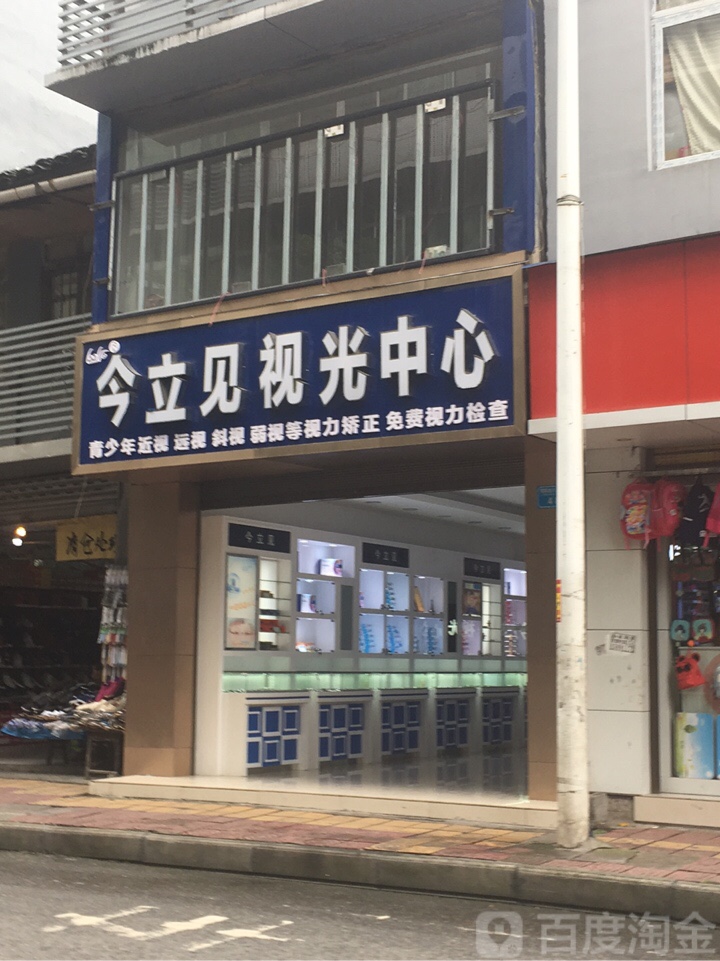 今立见视光中心
青少年近视 远视 斜视 弱视等视力矫正 免费视力检查
今立见
今立见
今立见
百度淘金